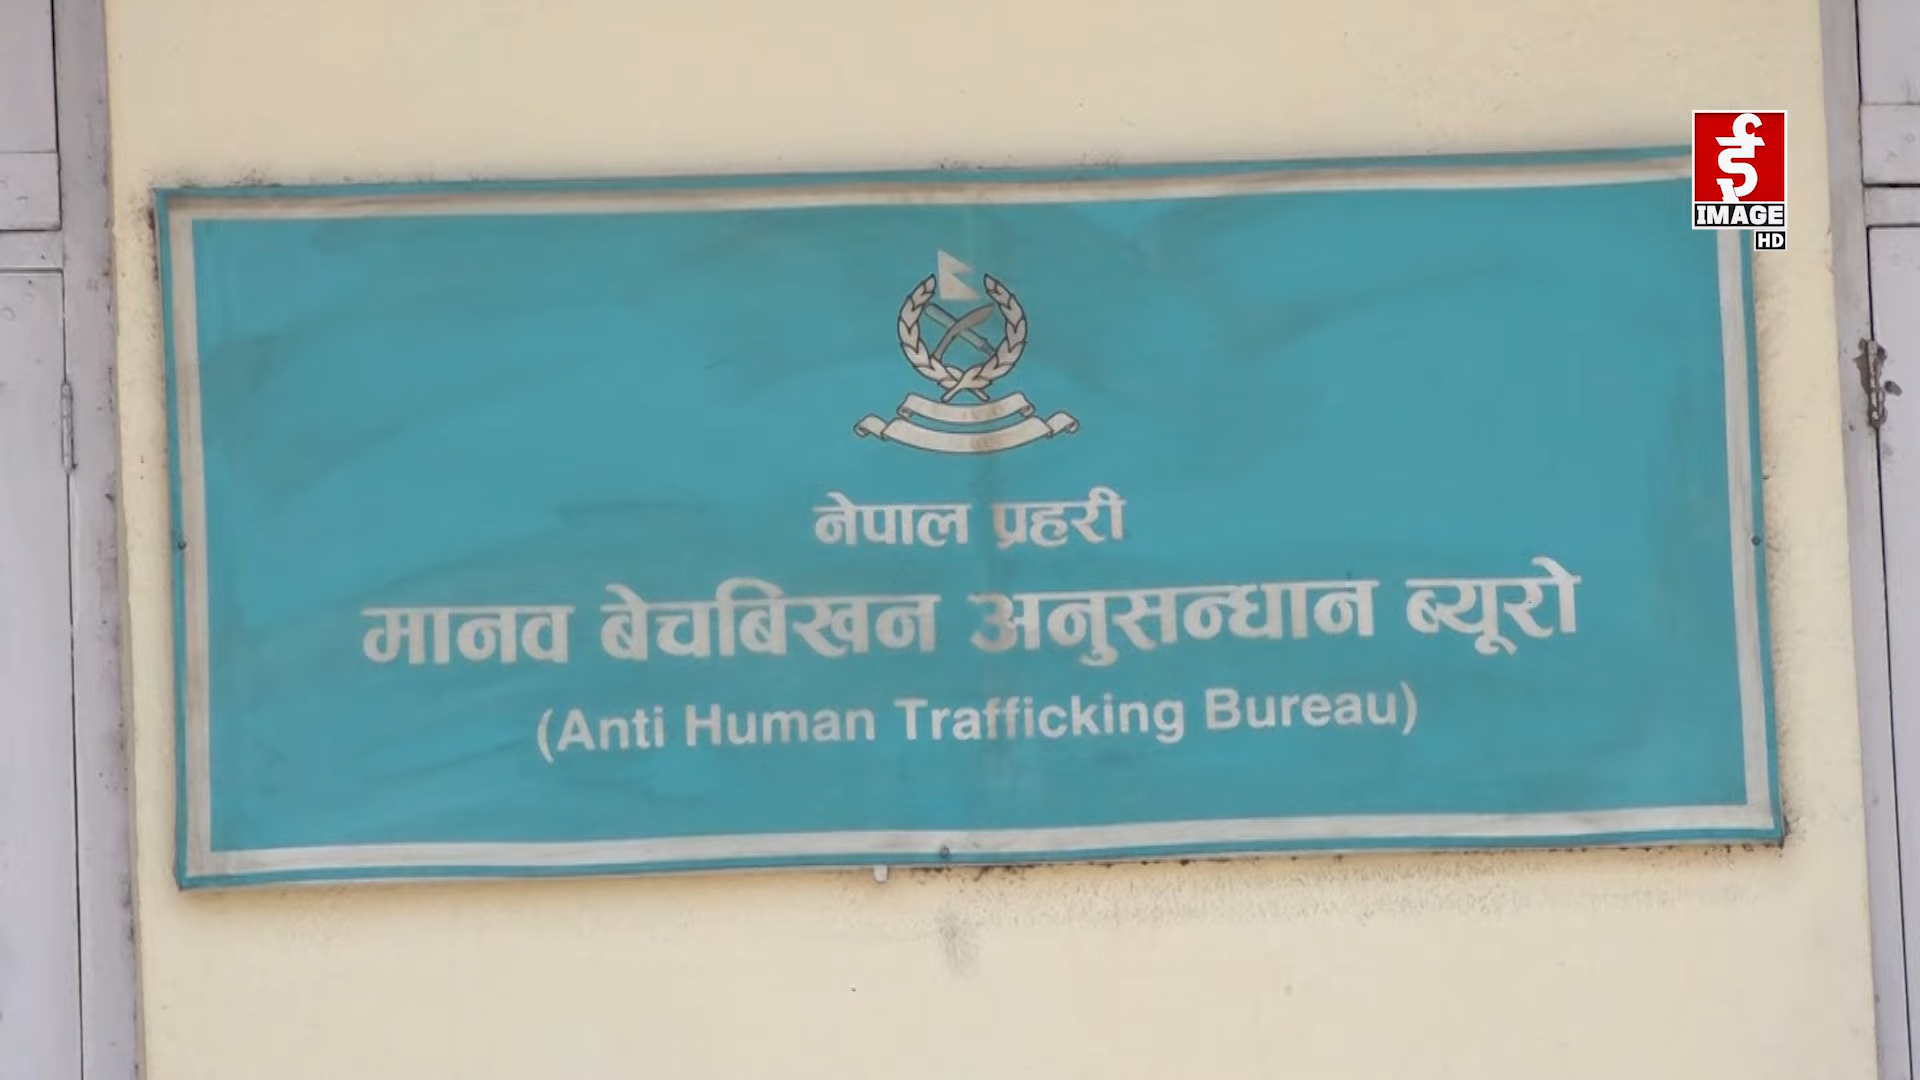 नेपाल प्रहरी
मानव बेचबिखन अनुसन्धान ब्यूरो
(Anti Human Trafficking Bureau)
IMAGE
HD